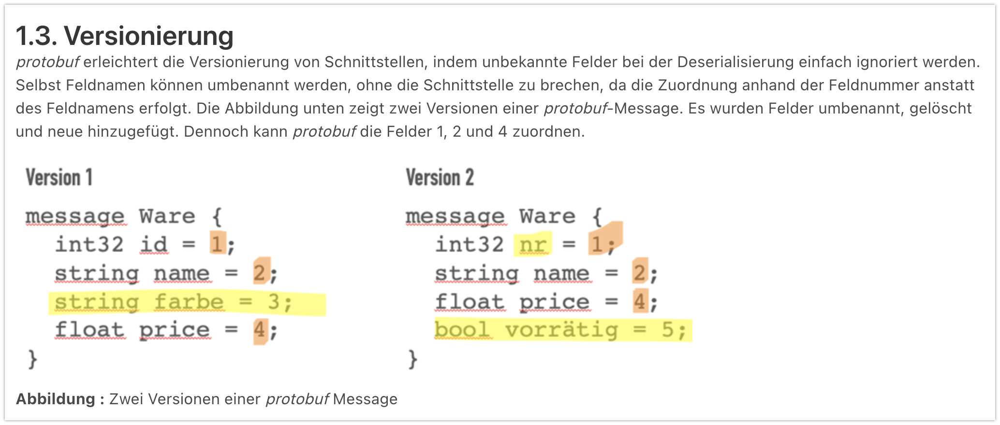 1.3. Versionierung
protobuf erleichtert die Versionierung von Schnittstellen, indem unbekannte Felder bei der Deserialisierung einfach ignoriert werden.
Selbst Feldnamen können umbenannt werden, ohne die Schnittstelle zu brechen, da die Zuordnung anhand der Feldnummer anstatt
des Feldnamens erfolgt. Die Abbildung unten zeigt zwei Versionen einer protobuf-Message. Es wurden Felder umbenannt, gelöscht
und neue hinzugefügt. Dennoch kann protobuf die Felder 1, 2 und 4 zuordnen.
Version 1
message Ware {
int32 id = 1;
string name = 2;
string farbe = 3;
float price = 4;
}
Version 2
message Ware {
int32 nr = 1;
string name = 2;
float price = 4;
bool vorrätig = 5;
}
Abbildung : Zwei Versionen einer protobuf Message